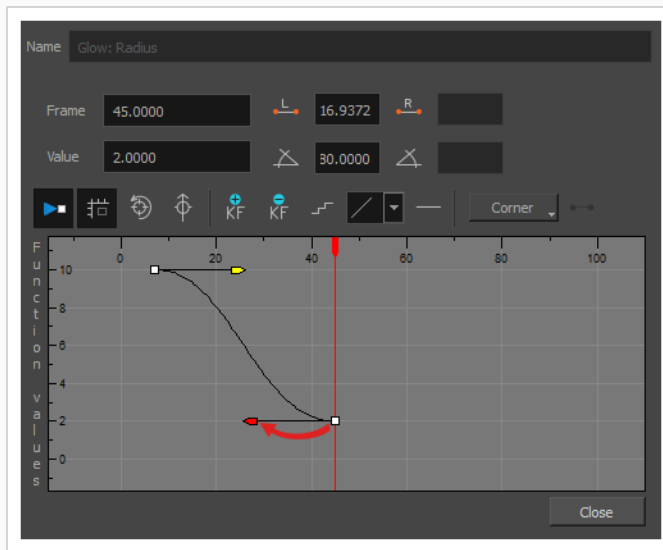 Name Glow: Radius
Frame 45.0000 L 16.9372 R
Value 2.0000 30.0000
KF KF Corner
Function values
0 20 40 60 80 100
10
8
6
4
2
0
Close